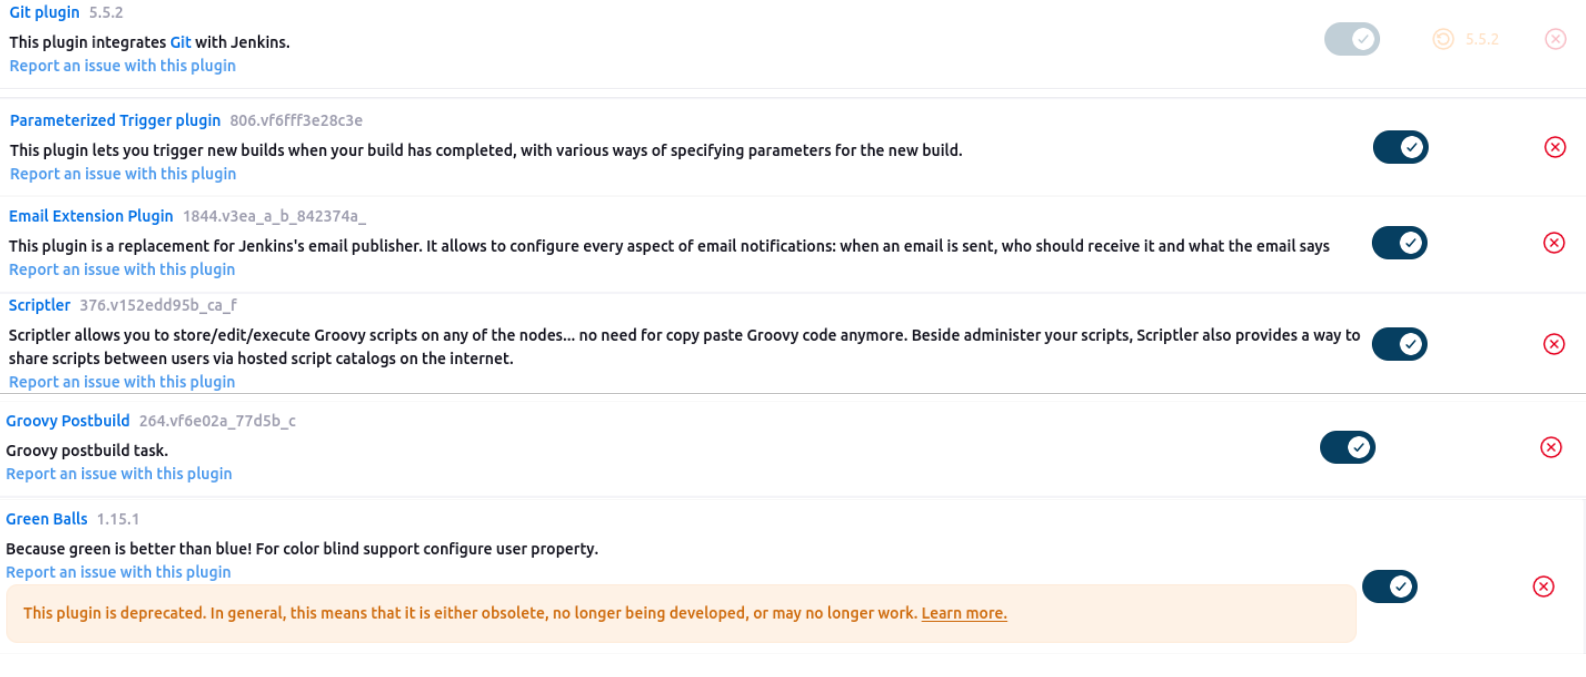 Git plugin 5.5.2
This plugin integrates Git with Jenkins.
5.5.2
Report an issue with this plugin
Parameterized Trigger plugin 806.vf6fff3e28c3e
This plugin lets you trigger new builds when your build has completed, with various ways of specifying parameters for the new build.
Report an issue with this plugin
Email Extension Plugin 1844.v3ea_a_b_842374a_
This plugin is a replacement for Jenkins's email publisher. It allows to configure every aspect of email notifications: when an email is sent, who should receive it and what the email says
Report an issue with this plugin
Scriptler 376.v152edd95b_ca_f
Scriptler allows you to store/edit/execute Groovy scripts on any of the nodes... no need for copy paste Groovy code anymore. Beside administer your scripts, Scriptler also provides a way to
share scripts between users via hosted script catalogs on the internet.
Report an issue with this plugin
Groovy Postbuild 264.vf6e02a_77d5b_c
Groovy postbuild task.
Report an issue with this plugin
Green Balls 1.15.1
Because green is better than blue! For color blind support configure user property.
Report an issue with this plugin
This plugin is deprecated. In general, this means that it is either obsolete, no longer being developed, or may no longer work. Learn more.